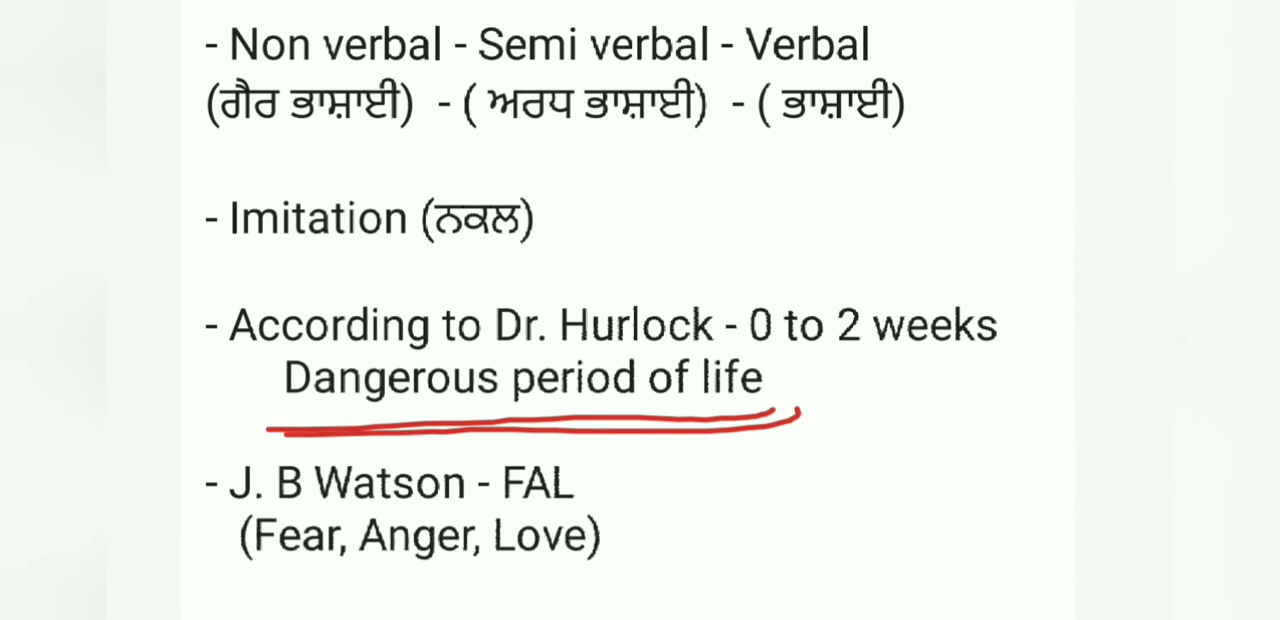 - Non verbal - Semi verbal - Verbal
(ਗੈਰ ਭਾਸ਼ਾਈ) - ( ਅਰਧ ਭਾਸ਼ਾਈ) - ( ਭਾਸ਼ਾਈ)
- Imitation (ਨਕਲ)
- According to Dr. Hurlock - 0 to 2 weeks
Dangerous period of life
- J. B Watson - FAL
(Fear, Anger, Love)